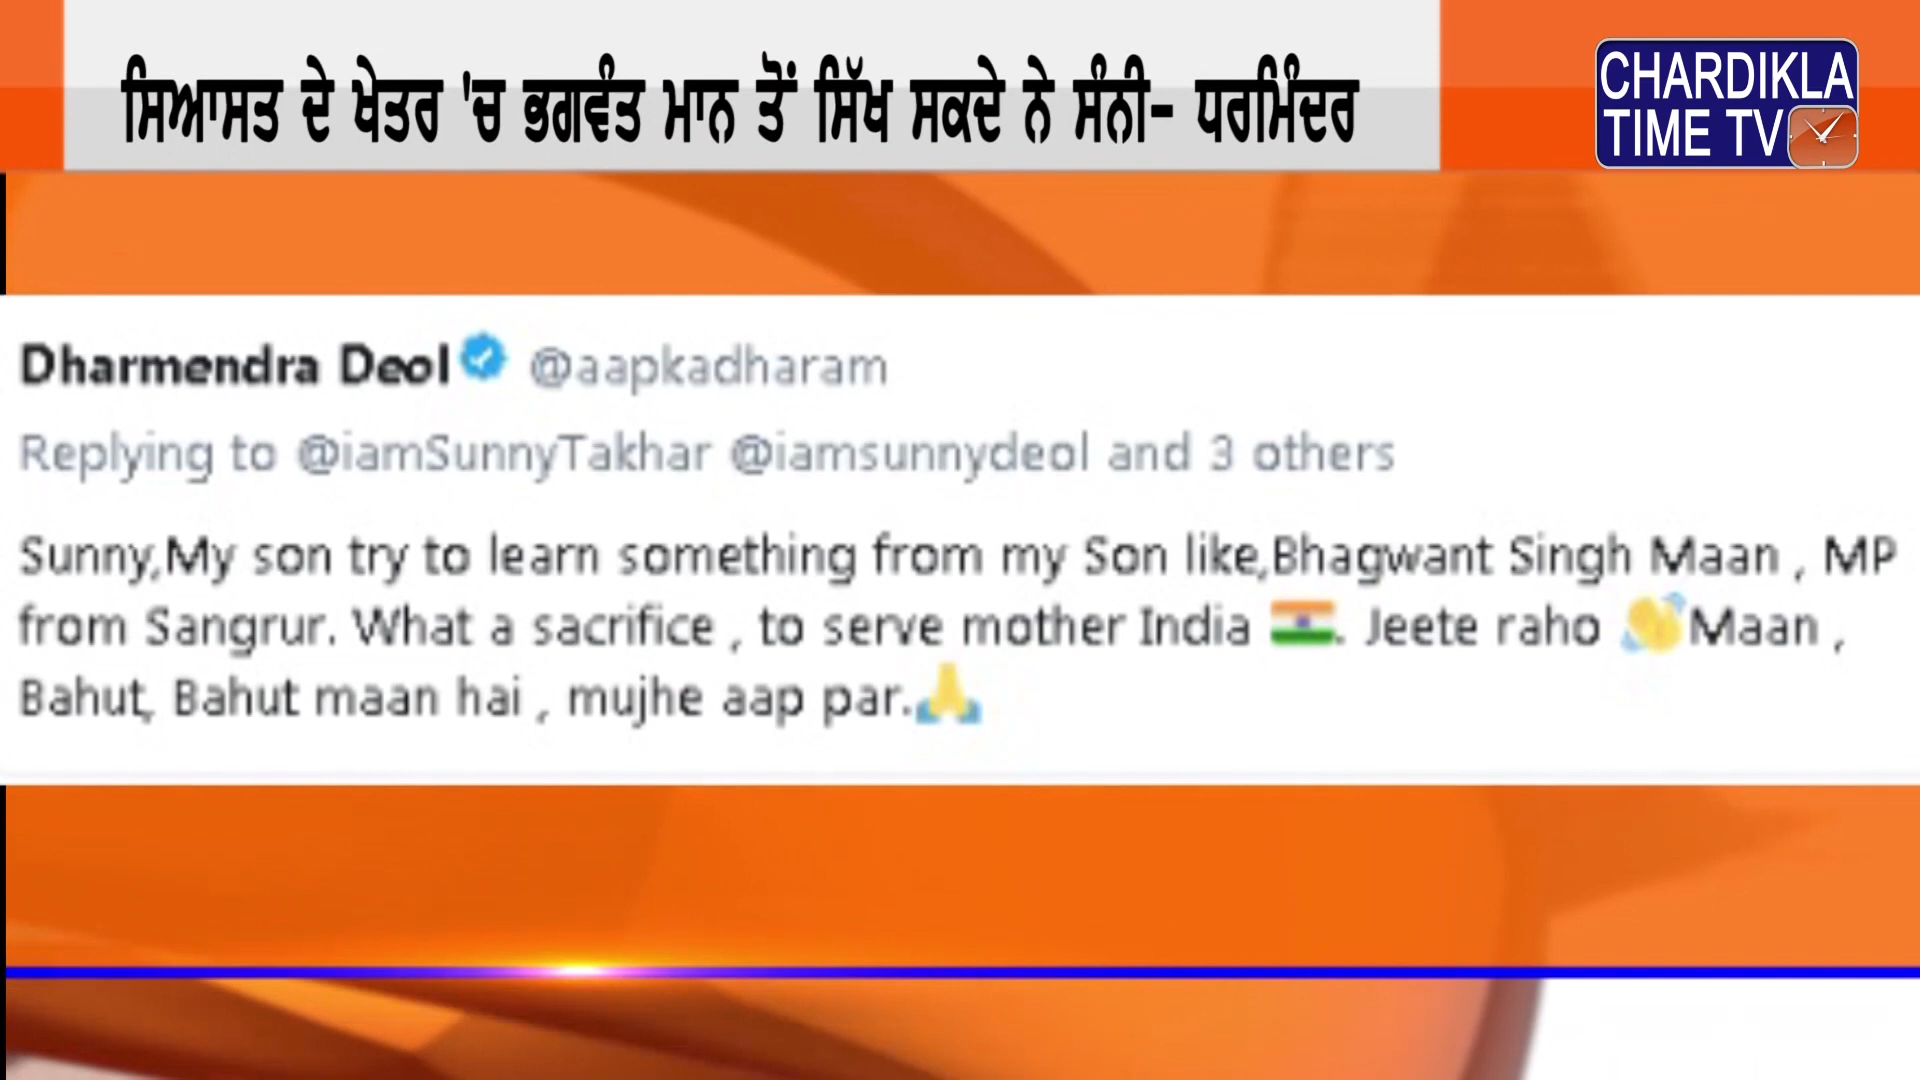 ਸਿਆਸਤ ਦੇ ਖੇਤਰ 'ਚ ਭਗਵੰਤ ਮਾਨ ਤੋਂ ਸਿੱਖ ਸਕਦੇ ਨੇ ਸੰਨੀ- ਧਰਮਿੰਦਰ
CHARDIKLA
TIME TV
Dharmendra Deol @aapkadharam
Replying to @iamSunnyTakhar @iamsunnydeol and 3 others
Sunny,My son try to learn something from my Son like,Bhagwant Singh Maan , MP
from Sangrur. What a sacrifice , to serve mother India 🇮🇳. Jeete raho 👏Maan ,
Bahut, Bahut maan hai , mujhe aap par.🙏